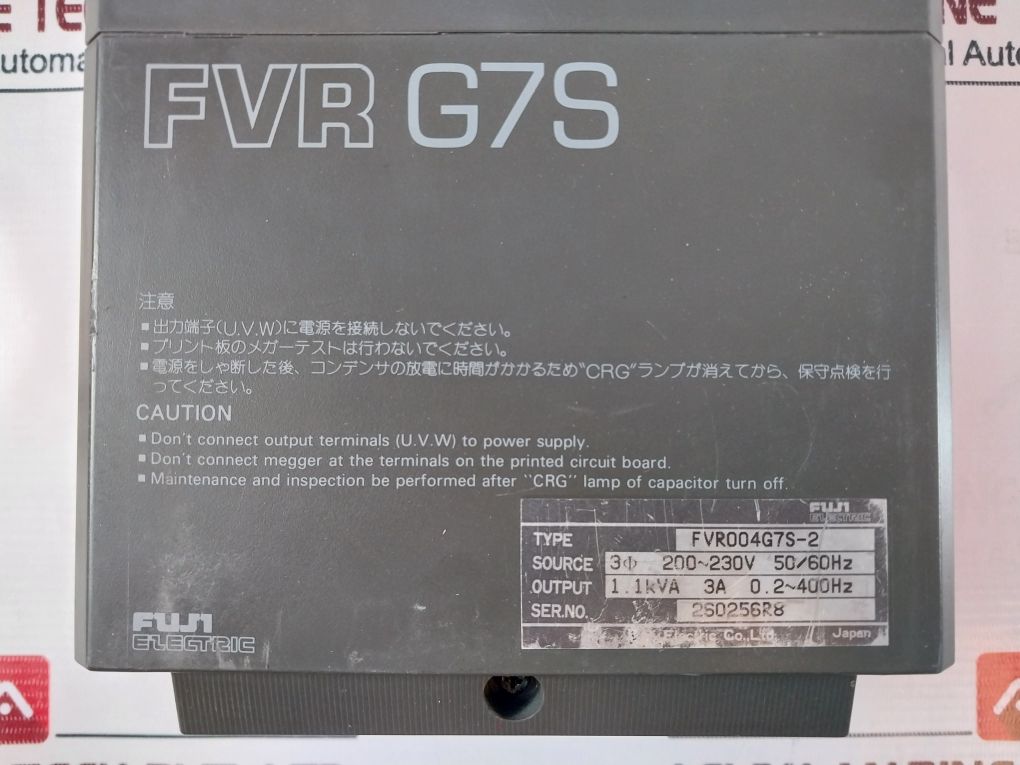 FVR G7S
注意
■出力端子(U.V.W)に電源を接続しないでください。
■プリント板のメガーテストは行わないでください。
■電源をしゃ断した後、コンデンサの放電に時間がかかるため"CRG"ランプが消えてから、保守点検を行
ってください。
CAUTION
■Don't connect output terminals (U.V.W) to power supply.
■Don't connect megger at the terminals on the printed circuit board.
■Maintenance and inspection be performed after "CRG" lamp of capacitor turn off.
FUJI
ELECTRIC
TYPE FVR004G7S-2
SOURCE 3Φ 200~230V 50/60Hz
OUTPUT 1.1kVA 3A 0.2~400Hz
SER.NO. 260256R8
Electric Co.,Ltd. Japan
FUJI
ELECTRIC